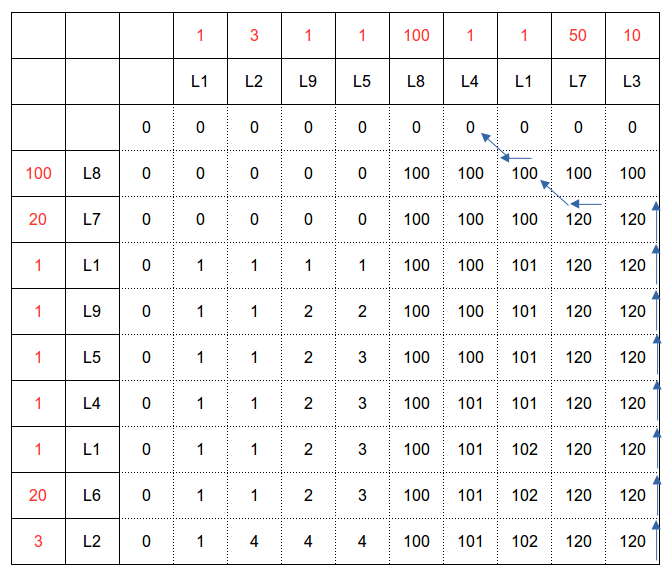 1 3 1 1 100 1 1 50 10
L1 L2 L9 L5 L8 L4 L1 L7 L3
0 0 0 0 0 0 0 0 0 0
100 L8 0 0 0 0 0 100 100 100 100 100
20 L7 0 0 0 0 0 100 100 100 120 120
1 L1 0 1 1 1 1 100 100 101 120 120
1 L9 0 1 1 2 2 100 100 101 120 120
1 L5 0 1 1 2 3 100 100 101 120 120
1 L4 0 1 1 2 3 100 101 101 120 120
1 L1 0 1 1 2 3 100 101 102 120 120
20 L6 0 1 1 2 3 100 101 102 120 120
3 L2 0 1 4 4 4 100 101 102 120 120